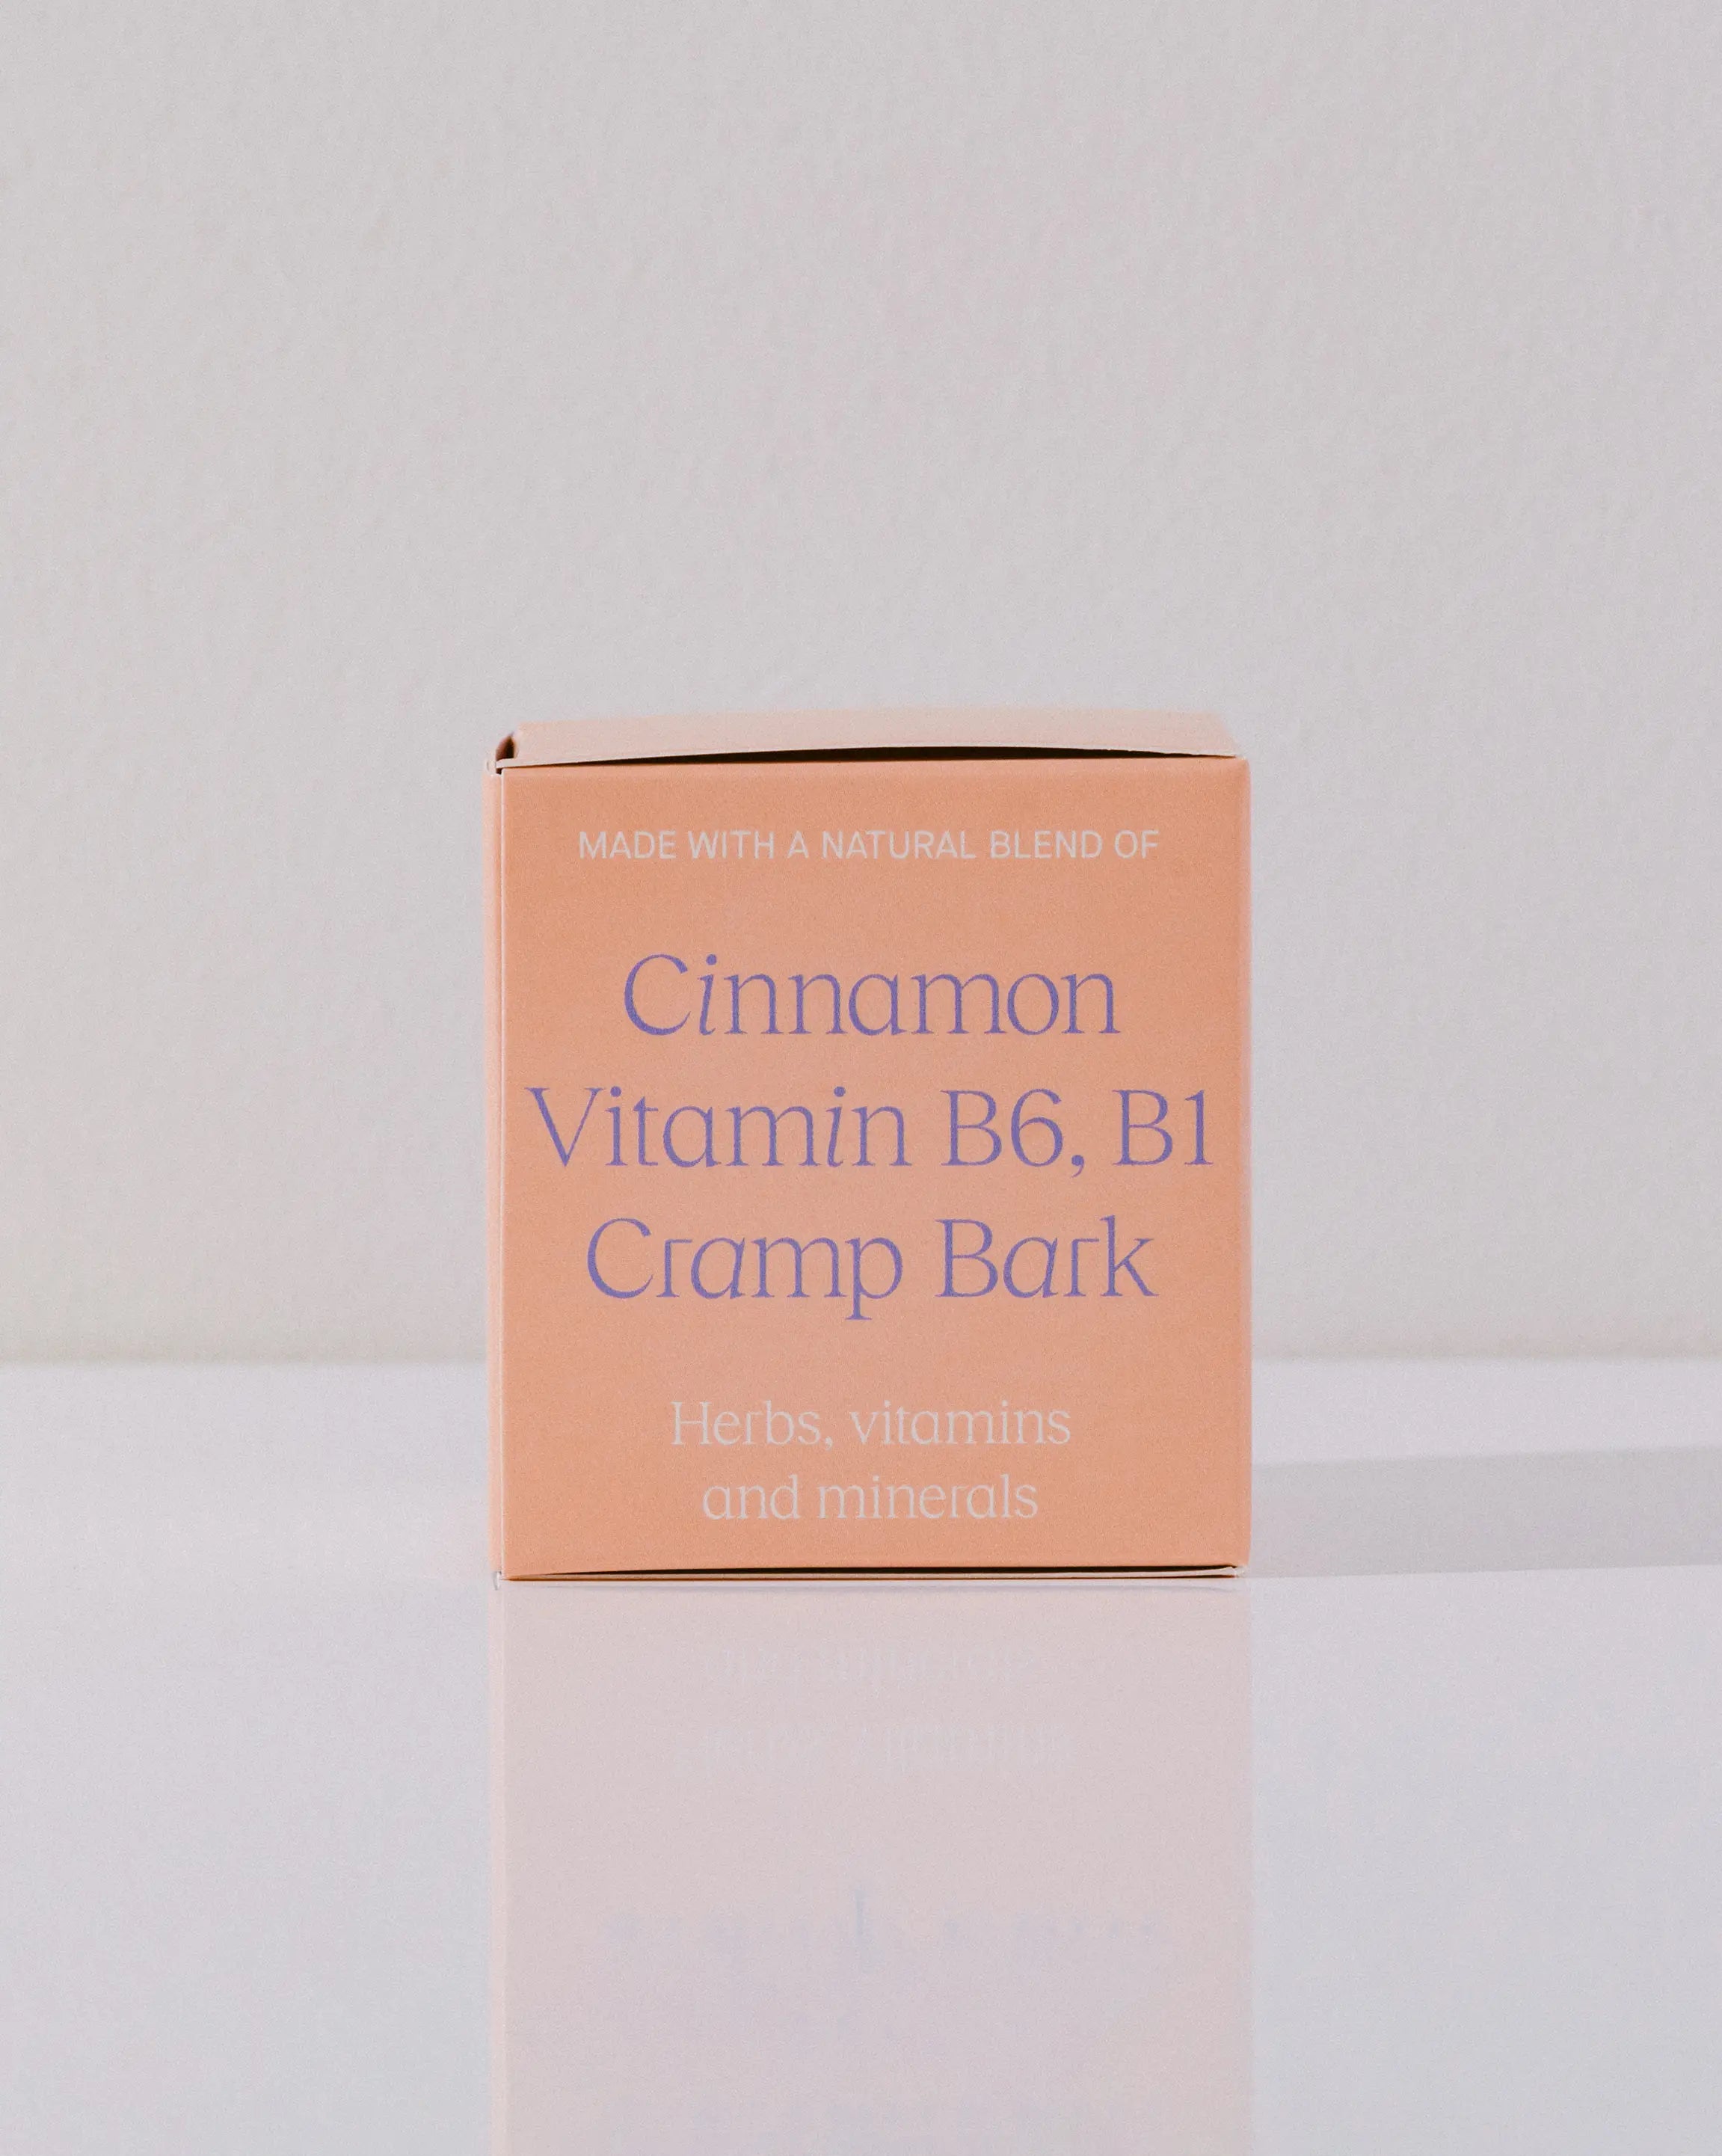 MADE WITH A NATURAL BLEND OF
Cinnamon
Vitamin B6, B1
Cramp Bark
Herbs, vitamins
and minerals